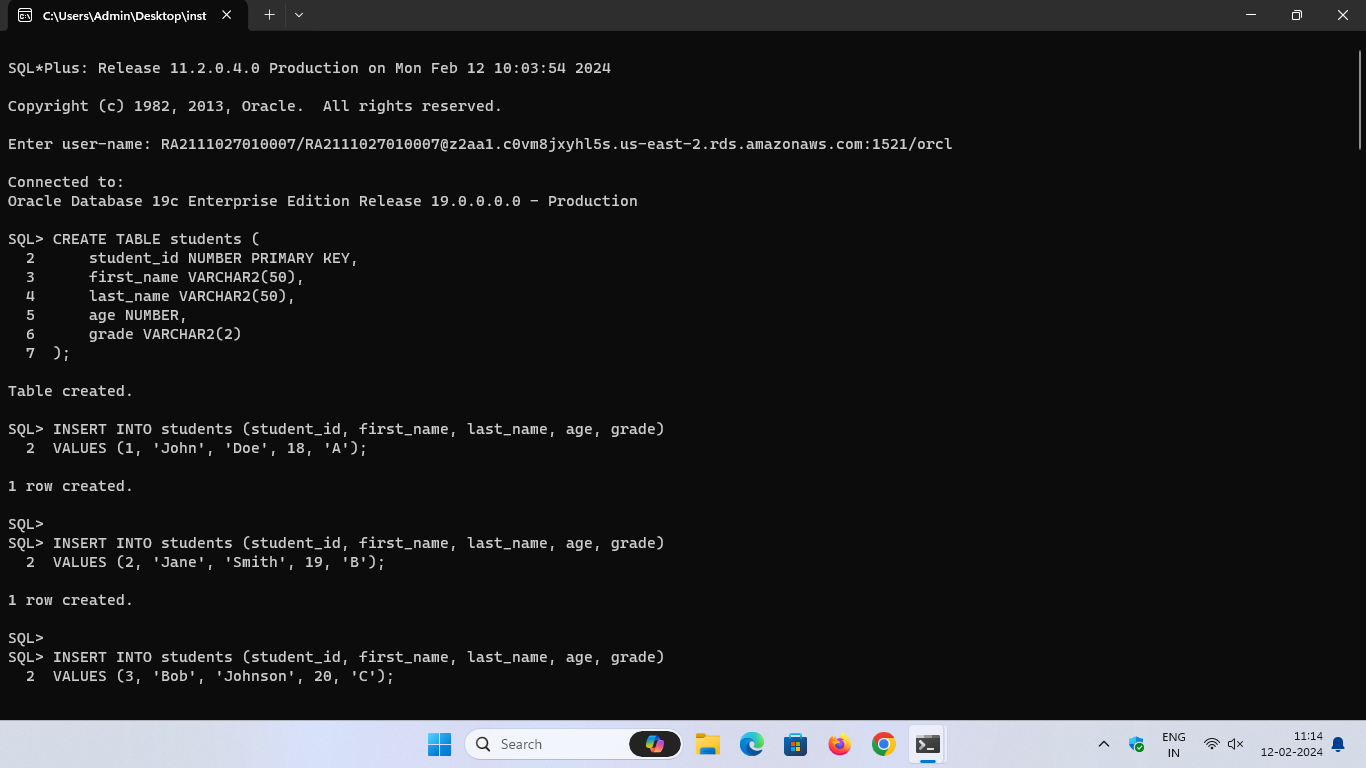 C:\Users\Admin\Desktop\inst
SQL*Plus: Release 11.2.0.4.0 Production on Mon Feb 12 10:03:54 2024
Copyright (c) 1982, 2013, Oracle.  All rights reserved.
Enter user-name: RA2111027010007/RA2111027010007@z2aa1.c0vm8jxyhl5s.us-east-2.rds.amazonaws.com:1521/orcl
Connected to:
Oracle Database 19c Enterprise Edition Release 19.0.0.0.0 - Production
SQL> CREATE TABLE students (
  2      student_id NUMBER PRIMARY KEY,
  3      first_name VARCHAR2(50),
  4      last_name VARCHAR2(50),
  5      age NUMBER,
  6      grade VARCHAR2(2)
  7  );
Table created.
SQL> INSERT INTO students (student_id, first_name, last_name, age, grade)
  2  VALUES (1, 'John', 'Doe', 18, 'A');
1 row created.
SQL>
SQL> INSERT INTO students (student_id, first_name, last_name, age, grade)
  2  VALUES (2, 'Jane', 'Smith', 19, 'B');
1 row created.
SQL>
SQL> INSERT INTO students (student_id, first_name, last_name, age, grade)
  2  VALUES (3, 'Bob', 'Johnson', 20, 'C');
Search
ENG
IN
11:14
12-02-2024